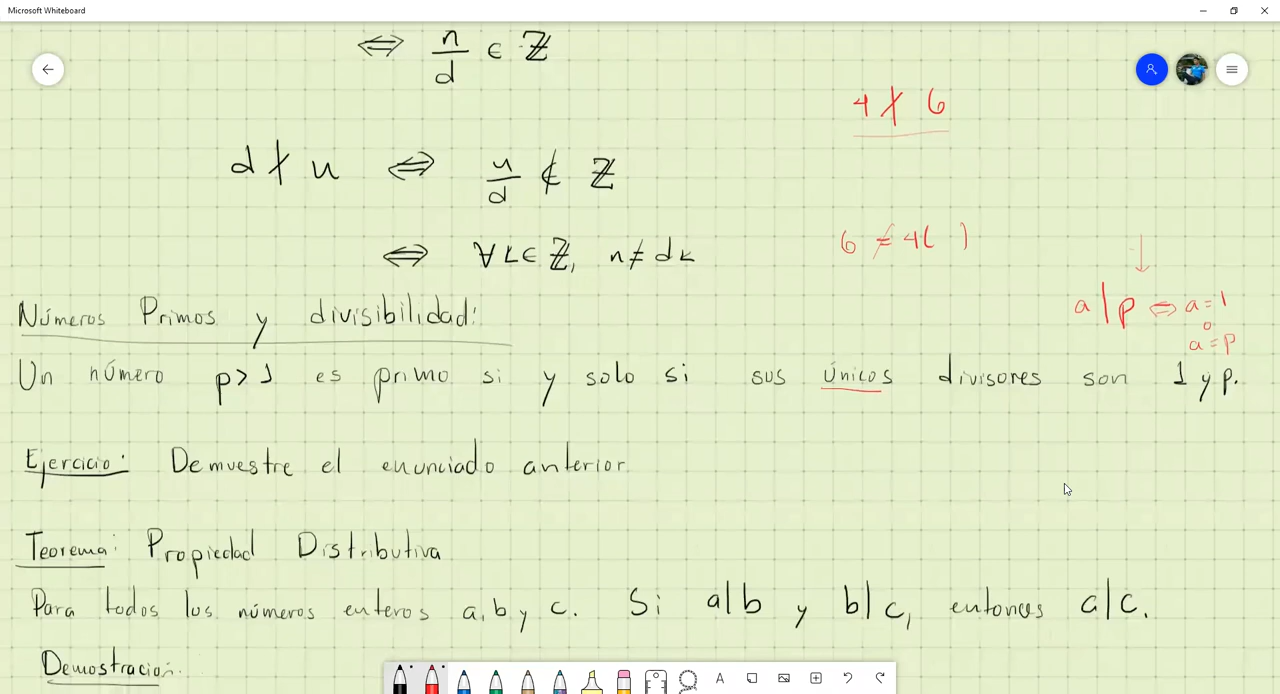 Microsoft Whiteboard
⇔ n/d ∈ ℤ
4 ∤ 6
d ∤ n ⇔ n/d ∉ ℤ
6 ≠ 4( )
⇔ ∀k∈ℤ, n≠dk
a|p ⇔ a=1
o
a=p
Números Primos y divisibilidad:
Un número p>1 es primo si y solo si sus únicos divisores son 1 y p.
Ejercicio: Demuestre el enunciado anterior.
Teorema: Propiedad Distributiva
Para todos los números enteros a, b y c. Si a|b y b|c, entonces a|c.
Demostración.